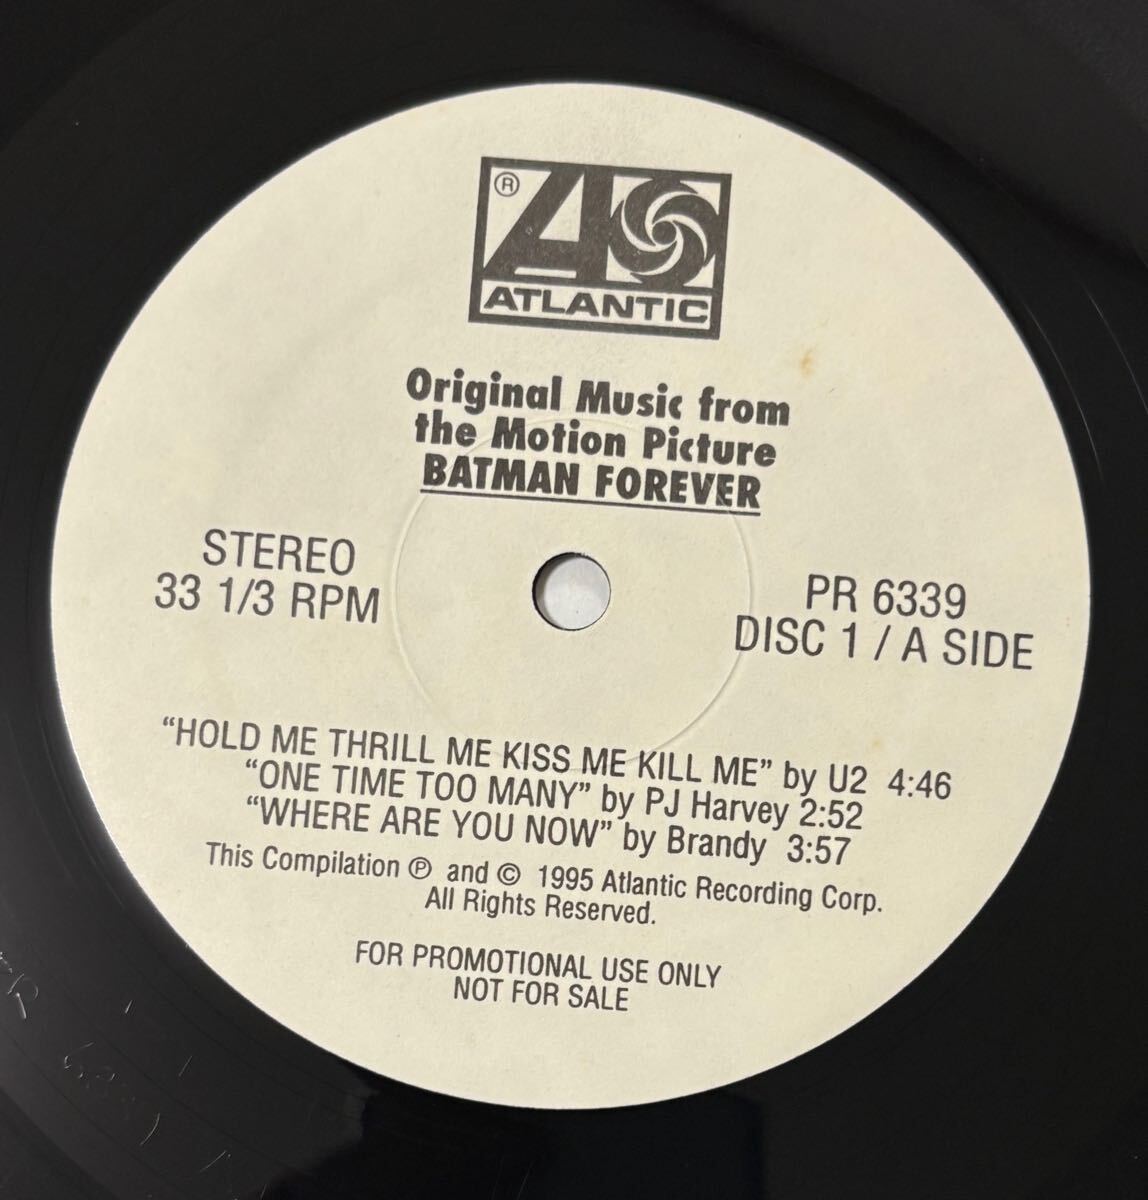 ®
ATLANTIC
Original Music from
the Motion Picture
BATMAN FOREVER
STEREO
33 1/3 RPM
PR 6339
DISC 1 / A SIDE
“HOLD ME THRILL ME KISS ME KILL ME” by U2 4:46
“ONE TIME TOO MANY” by PJ Harvey 2:52
“WHERE ARE YOU NOW” by Brandy 3:57
This Compilation ℗ and © 1995 Atlantic Recording Corp.
All Rights Reserved.
FOR PROMOTIONAL USE ONLY
NOT FOR SALE